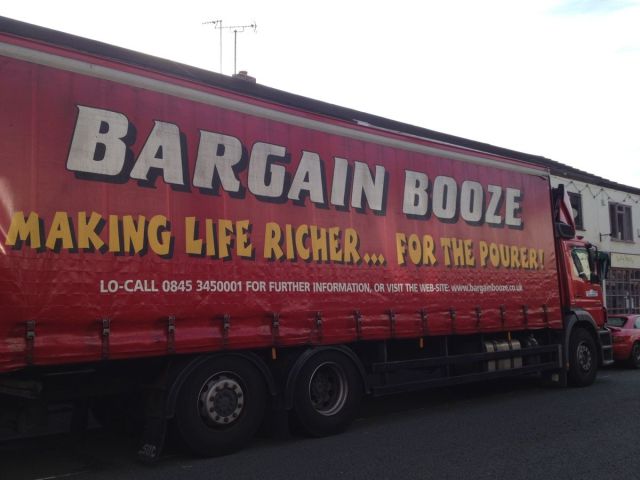 BARGAIN BOOZE
MAKING LIFE RICHER... FOR THE POURER!
LO-CALL 0845 3450001 FOR FURTHER INFORMATION, OR VISIT THE WEB-SITE: www.bargainbooze.co.uk